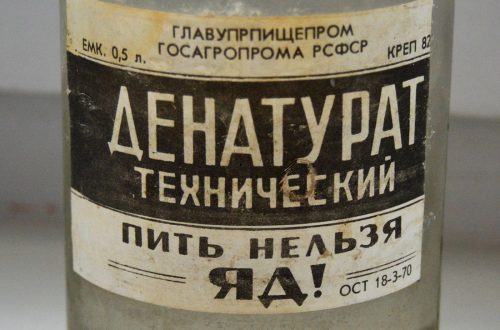 ГЛАВУПРПИЩЕПРОМ
ЕМК. 0,5 л. ГОСАГРОПРОМА РСФСР КРЕП 82
ДЕНАТУРАТ
ТЕХНИЧЕСКИЙ
ПИТЬ НЕЛЬЗЯ
ЯД! ОСТ 18-3-70